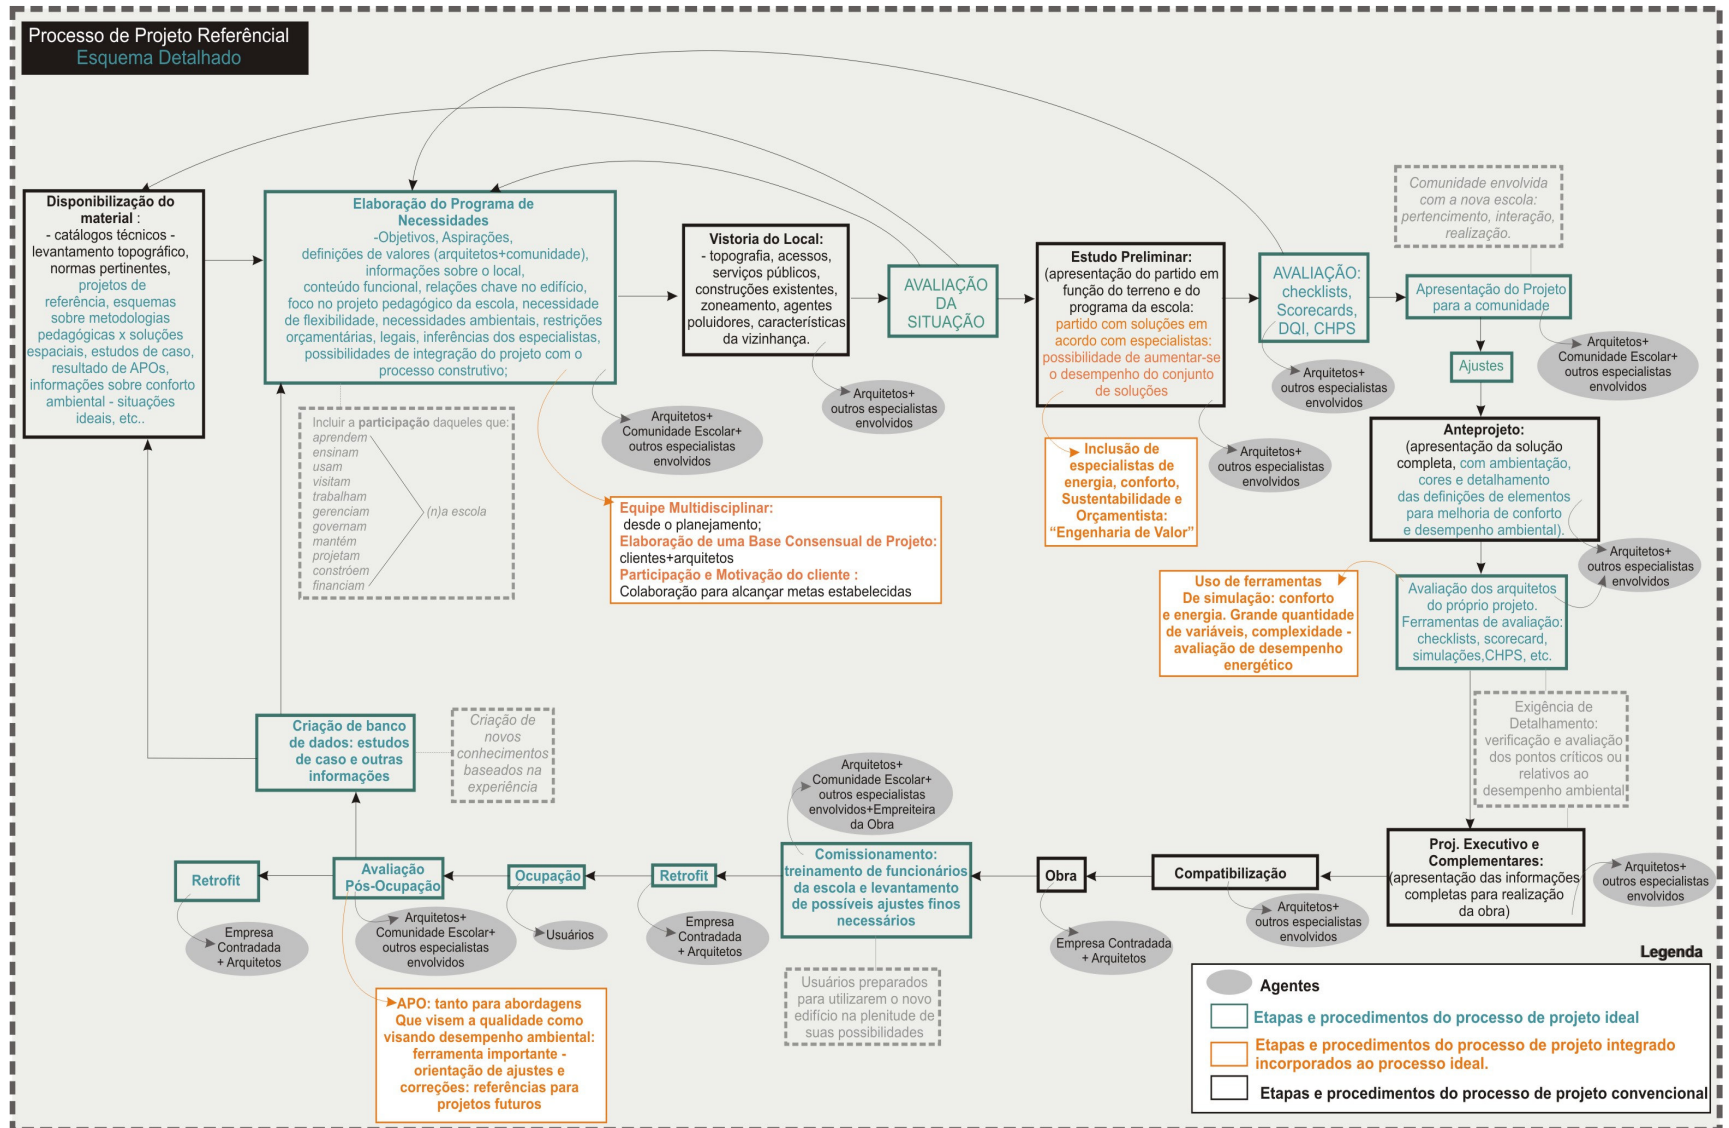 Processo de Projeto Referêncial
Esquema Detalhado
Disponibilização do
material :
- catálogos técnicos -
levantamento topográfico,
normas pertinentes,
projetos de
referência, esquemas
sobre metodologias
pedagógicas x soluções
espaciais, estudos de caso,
resultado de APOs,
informações sobre conforto
ambiental - situações
ideais, etc..
Elaboração do Programa de
Necessidades
-Objetivos, Aspirações,
definições de valores (arquitetos+comunidade),
informações sobre o local,
conteúdo funcional, relações chave no edifício,
foco no projeto pedagógico da escola, necessidade
de flexibilidade, necessidades ambientais, restrições
orçamentárias, legais, inferências dos especialistas,
possibilidades de integração do projeto com o
processo construtivo;
Incluir a participação daqueles que:
aprendem
ensinam
usam
visitam
trabalham
gerenciam
governam
mantém
projetam
constróem
financiam
(n)a escola
Arquitetos+
Comunidade Escolar+
outros especialistas
envolvidos
Equipe Multidisciplinar:
desde o planejamento;
Elaboração de uma Base Consensual de Projeto:
clientes+arquitetos
Participação e Motivação do cliente :
Colaboração para alcançar metas estabelecidas
Vistoria do Local:
- topografia, acessos,
serviços públicos,
construções existentes,
zoneamento, agentes
poluidores, características
da vizinhança.
Arquitetos+
outros especialistas
envolvidos
AVALIAÇÃO
DA
SITUAÇÃO
Estudo Preliminar:
(apresentação do partido em
função do terreno e do
programa da escola:
partido com soluções em
acordo com especialistas:
possibilidade de aumentar-se
o desempenho do conjunto
de soluções
Inclusão de
especialistas de
energia, conforto,
Sustentabilidade e
Orçamentista:
“Engenharia de Valor”
Arquitetos+
outros especialistas
envolvidos
AVALIAÇÃO:
checklists,
Scorecards,
DQI, CHPS
Arquitetos+
outros especialistas
envolvidos
Comunidade envolvida
com a nova escola:
pertencimento, interação,
realização.
Apresentação do Projeto
para a comunidade
Arquitetos+
Comunidade Escolar+
outros especialistas
envolvidos
Ajustes
Anteprojeto:
(apresentação da solução
completa, com ambientação,
cores e detalhamento
das definições de elementos
para melhoria de conforto
e desempenho ambiental).
Arquitetos+
outros especialistas
envolvidos
Uso de ferramentas
De simulação: conforto
e energia. Grande quantidade
de variáveis, complexidade -
avaliação de desempenho
energético
Avaliação dos arquitetos
do próprio projeto.
Ferramentas de avaliação:
checklists, scorecard,
simulações,CHPS, etc.
Exigência de
Detalhamento:
verificação e avaliação
dos pontos críticos ou
relativos ao
desempenho ambiental
Proj. Executivo e
Complementares:
(apresentação das informações
completas para realização
da obra)
Arquitetos+
outros especialistas
envolvidos
Compatibilização
Arquitetos+
outros especialistas
envolvidos
Obra
Empresa Contradada
+ Arquitetos
Arquitetos+
Comunidade Escolar+
outros especialistas
envolvidos+Empreiteira
da Obra
Comissionamento:
treinamento de funcionários
da escola e levantamento
de possíveis ajustes finos
necessários
Usuários preparados
para utilizarem o novo
edifício na plenitude de
suas possibilidades
Retrofit
Empresa
Contradada
+ Arquitetos
Ocupação
Usuários
Avaliação
Pós-Ocupação
Arquitetos+
Comunidade Escolar+
outros especialistas
envolvidos
APO: tanto para abordagens
Que visem a qualidade como
visando desempenho ambiental:
ferramenta importante -
orientação de ajustes e
correções: referências para
projetos futuros
Retrofit
Empresa
Contradada
+ Arquitetos
Criação de banco
de dados: estudos
de caso e outras
informações
Criação de
novos
conhecimentos
baseados na
experiência
Legenda
Agentes
Etapas e procedimentos do processo de projeto ideal
Etapas e procedimentos do processo de projeto integrado
incorporados ao processo ideal.
Etapas e procedimentos do processo de projeto convencional